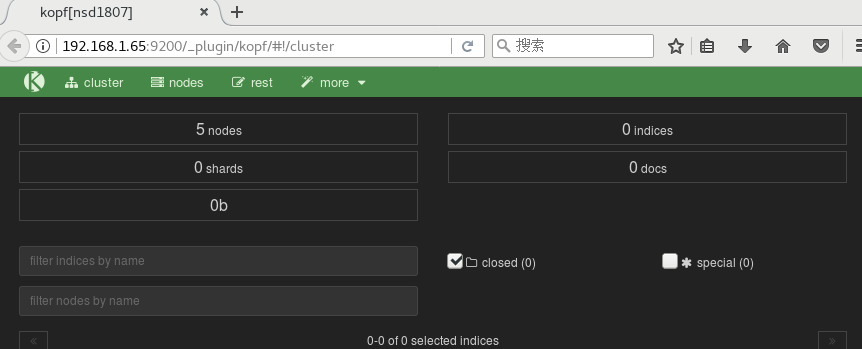 kopf[nsd1807]
192.168.1.65:9200/_plugin/kopf/#!/cluster
搜索
cluster nodes rest more
5 nodes
0 indices
0 shards
0 docs
0b
filter indices by name
closed (0)
special (0)
filter nodes by name
0-0 of 0 selected indices